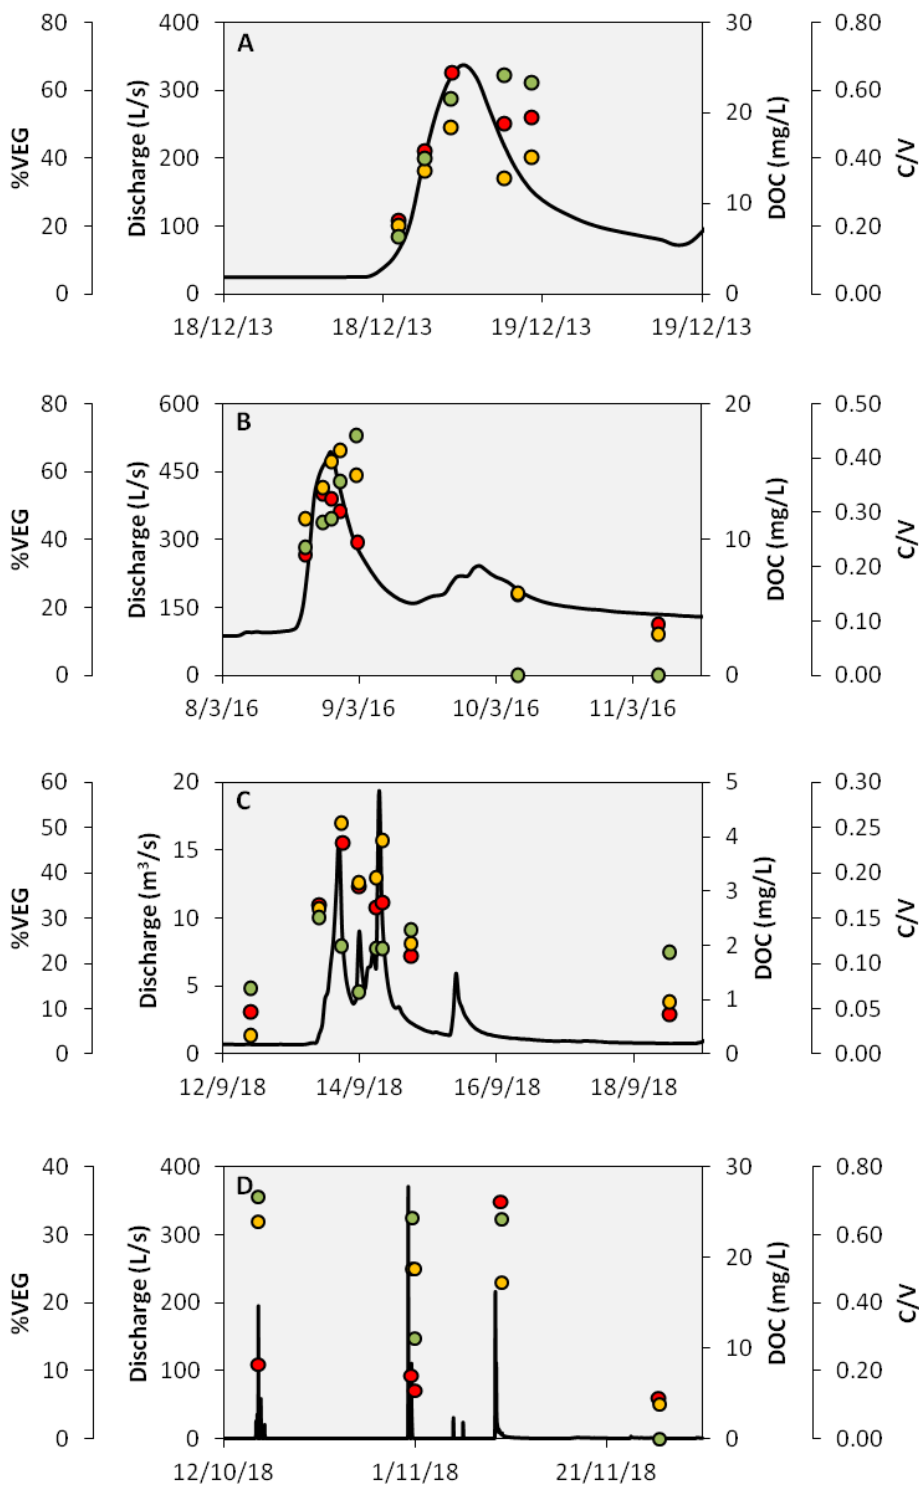 80 400 A 30 0.80
60 300 0.60
20
%VEG 40 Discharge (L/s) 200 DOC (mg/L) 0.40 C/V
10
20 100 0.20
0 0 0 0.00
18/12/13 18/12/13 19/12/13 19/12/13
80 600 B 20 0.50
60 450 0.40
%VEG 40 Discharge (L/s) 300 DOC (mg/L) 10 0.30 C/V
0.20
20 150 0.10
0 0 0 0.00
8/3/16 9/3/16 10/3/16 11/3/16
60 20 C 5 0.30
50 0.25
15 4
40 0.20
%VEG 30 Discharge (m³/s) 10 DOC (mg/L) 3 0.15 C/V
20 2 0.10
5
10 1 0.05
0 0 0 0.00
12/9/18 14/9/18 16/9/18 18/9/18
40 400 D 30 0.80
30 300 0.60
20
%VEG 20 Discharge (L/s) 200 DOC (mg/L) 0.40 C/V
10
10 100 0.20
0 0 0 0.00
12/10/18 1/11/18 21/11/18